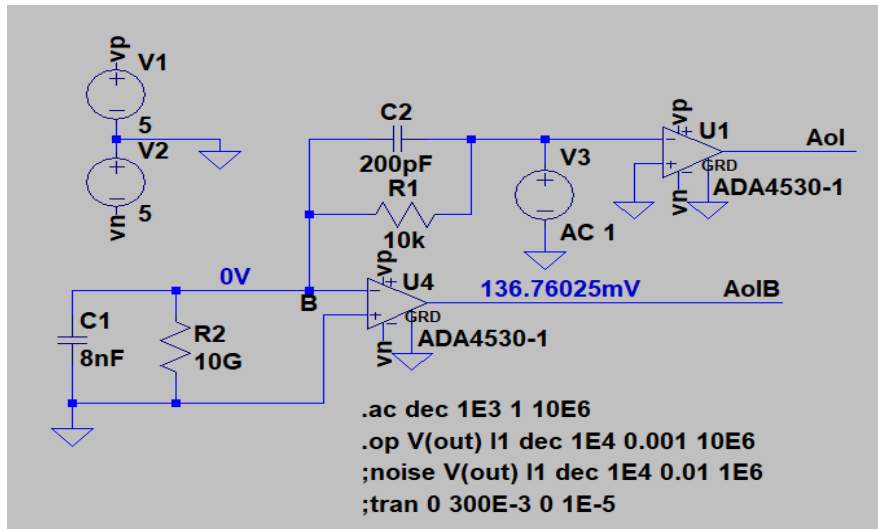 vp
V1
5
V2
vn
5
C2
200pF
R1
10k
V3
AC 1
vp
U1
Aol
GRD
ADA4530-1
vn
0V
B
vp
U4
136.76025mV
AolB
GRD
ADA4530-1
vn
C1
8nF
R2
10G
.ac dec 1E3 1 10E6
.op V(out) I1 dec 1E4 0.001 10E6
;noise V(out) I1 dec 1E4 0.01 1E6
;tran 0 300E-3 0 1E-5